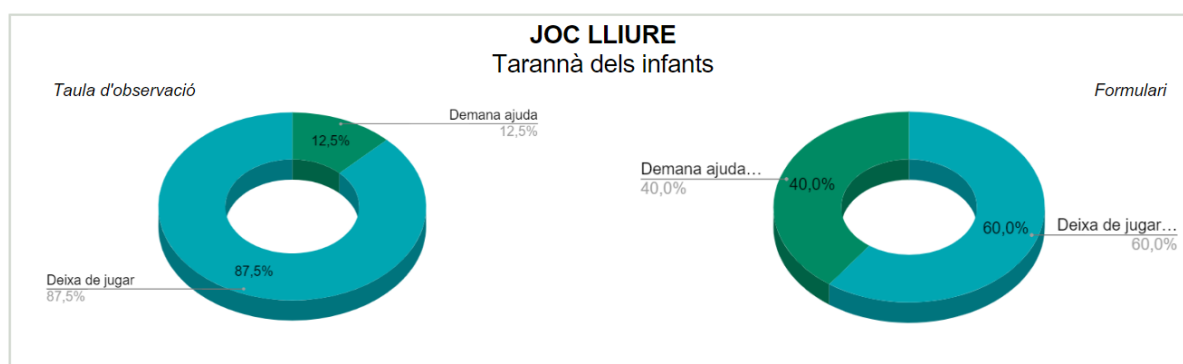 JOC LLIURE
Tarannà dels infants
Taula d'observació
Demana ajuda
12,5%
12,5%
Deixa de jugar
87,5%
87,5%
Formulari
Demana ajuda…
40,0%
40,0%
60,0%
Deixa de jugar…
60,0%